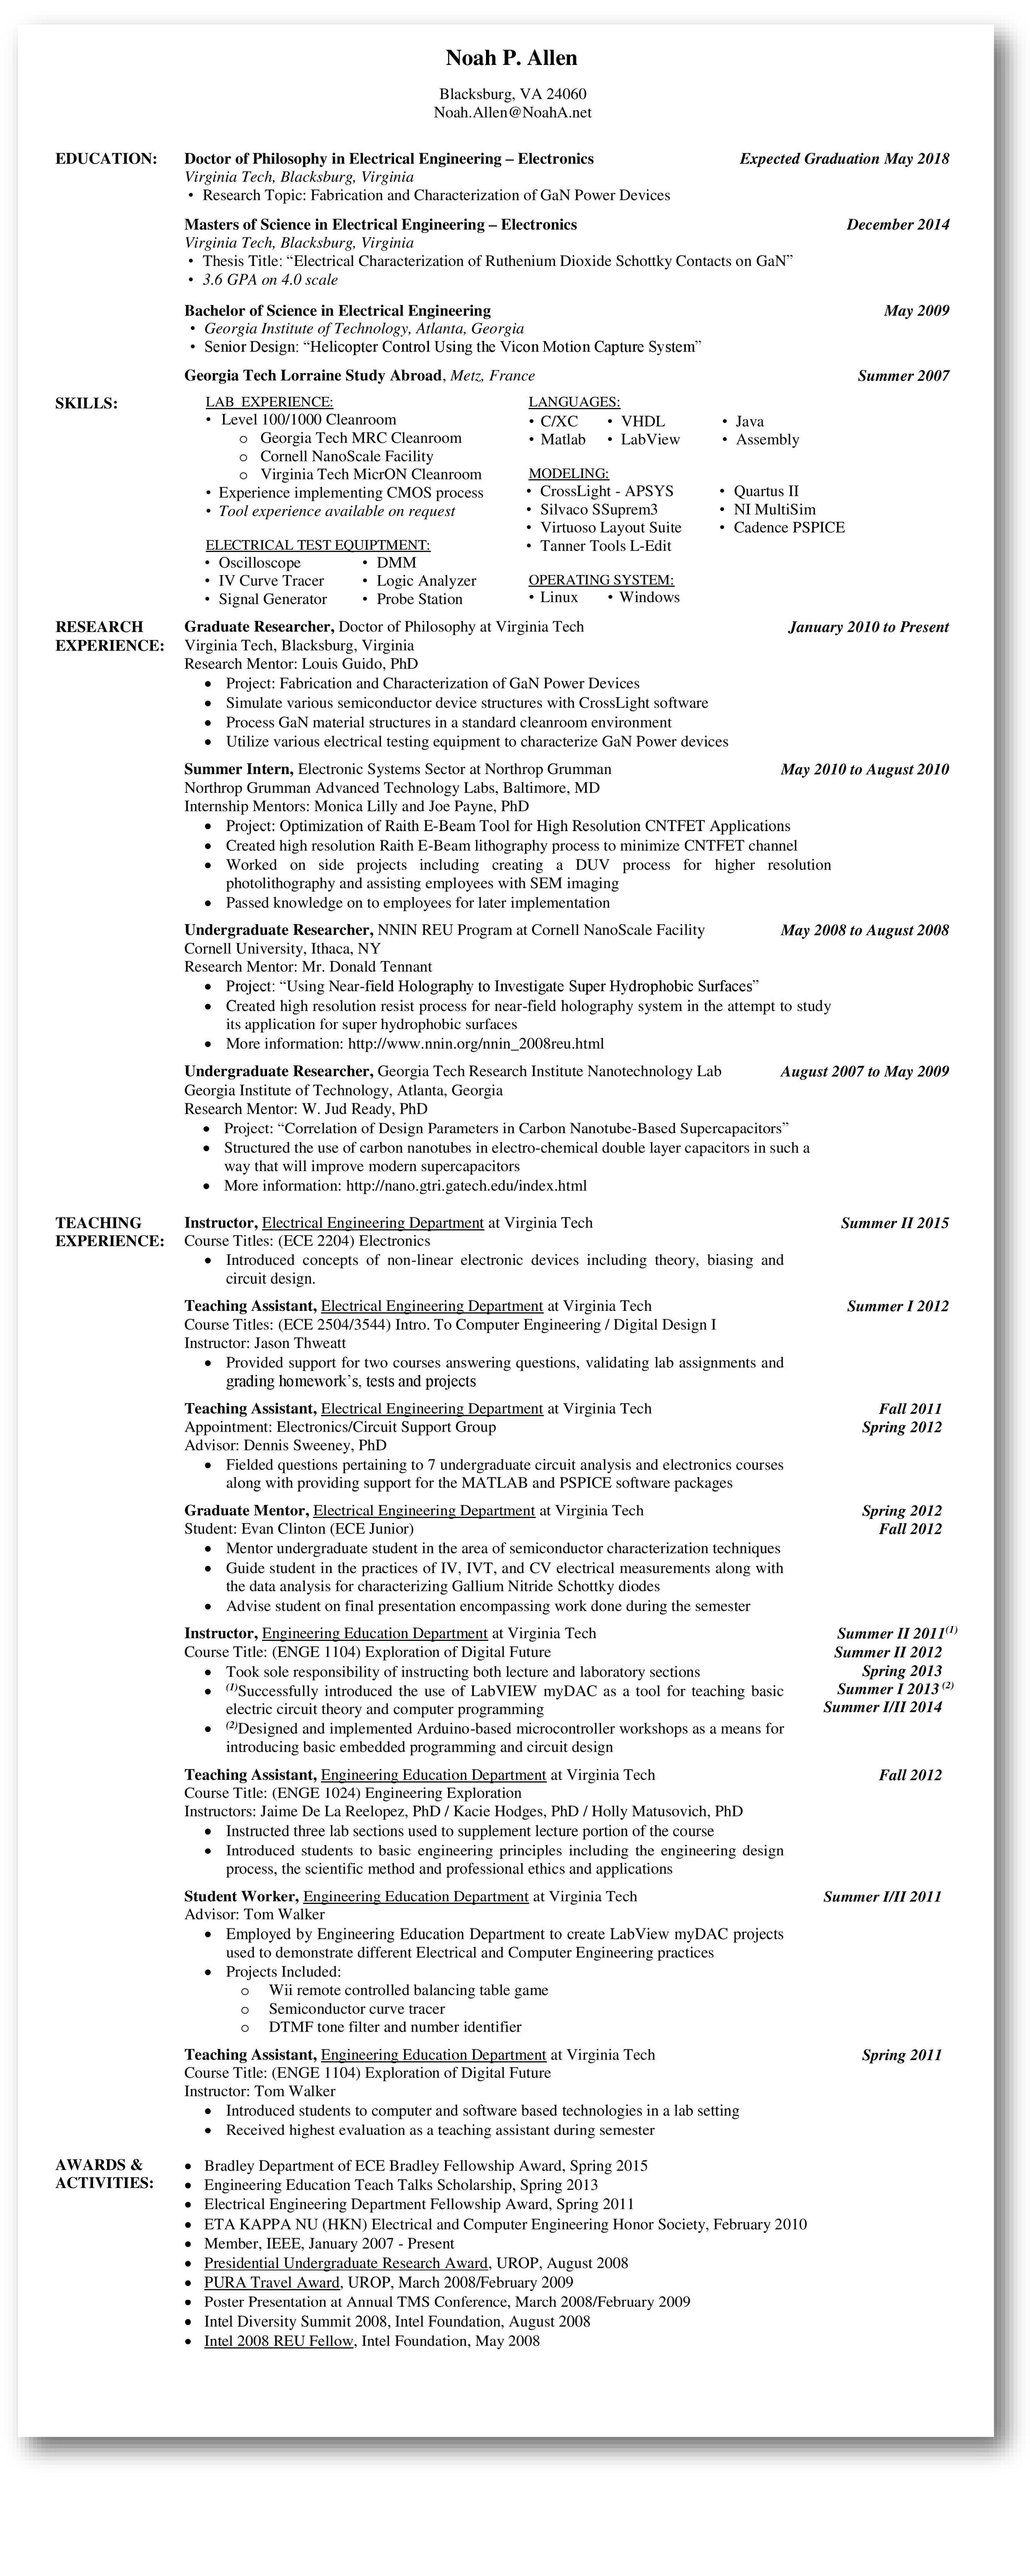 Noah P. Allen
Blacksburg, VA 24060
Noah.Allen@NoahA.net
EDUCATION:
Doctor of Philosophy in Electrical Engineering – Electronics Expected Graduation May 2018
Virginia Tech, Blacksburg, Virginia
• Research Topic: Fabrication and Characterization of GaN Power Devices
Masters of Science in Electrical Engineering – Electronics December 2014
Virginia Tech, Blacksburg, Virginia
• Thesis Title: “Electrical Characterization of Ruthenium Dioxide Schottky Contacts on GaN”
• 3.6 GPA on 4.0 scale
Bachelor of Science in Electrical Engineering May 2009
• Georgia Institute of Technology, Atlanta, Georgia
• Senior Design: “Helicopter Control Using the Vicon Motion Capture System”
Georgia Tech Lorraine Study Abroad, Metz, France Summer 2007
SKILLS:
LAB EXPERIENCE:
• Level 100/1000 Cleanroom
o Georgia Tech MRC Cleanroom
o Cornell NanoScale Facility
o Virginia Tech MicrON Cleanroom
• Experience implementing CMOS process
• Tool experience available on request
ELECTRICAL TEST EQUIPTMENT:
• Oscilloscope • DMM
• IV Curve Tracer • Logic Analyzer
• Signal Generator • Probe Station
LANGUAGES:
• C/XC • VHDL • Java
• Matlab • LabView • Assembly
MODELING:
• CrossLight - APSYS • Quartus II
• Silvaco SSuprem3 • NI MultiSim
• Virtuoso Layout Suite • Cadence PSPICE
• Tanner Tools L-Edit
OPERATING SYSTEM:
• Linux • Windows
RESEARCH
EXPERIENCE:
Graduate Researcher, Doctor of Philosophy at Virginia Tech January 2010 to Present
Virginia Tech, Blacksburg, Virginia
Research Mentor: Louis Guido, PhD
• Project: Fabrication and Characterization of GaN Power Devices
• Simulate various semiconductor device structures with CrossLight software
• Process GaN material structures in a standard cleanroom environment
• Utilize various electrical testing equipment to characterize GaN Power devices
Summer Intern, Electronic Systems Sector at Northrop Grumman May 2010 to August 2010
Northrop Grumman Advanced Technology Labs, Baltimore, MD
Internship Mentors: Monica Lilly and Joe Payne, PhD
• Project: Optimization of Raith E-Beam Tool for High Resolution CNTFET Applications
• Created high resolution Raith E-Beam lithography process to minimize CNTFET channel
• Worked on side projects including creating a DUV process for higher resolution
photolithography and assisting employees with SEM imaging
• Passed knowledge on to employees for later implementation
Undergraduate Researcher, NNIN REU Program at Cornell NanoScale Facility May 2008 to August 2008
Cornell University, Ithaca, NY
Research Mentor: Mr. Donald Tennant
• Project: “Using Near-field Holography to Investigate Super Hydrophobic Surfaces”
• Created high resolution resist process for near-field holography system in the attempt to study
its application for super hydrophobic surfaces
• More information: http://www.nnin.org/nnin_2008reu.html
Undergraduate Researcher, Georgia Tech Research Institute Nanotechnology Lab August 2007 to May 2009
Georgia Institute of Technology, Atlanta, Georgia
Research Mentor: W. Jud Ready, PhD
• Project: “Correlation of Design Parameters in Carbon Nanotube-Based Supercapacitors”
• Structured the use of carbon nanotubes in electro-chemical double layer capacitors in such a
way that will improve modern supercapacitors
• More information: http://nano.gtri.gatech.edu/index.html
TEACHING
EXPERIENCE:
Instructor, Electrical Engineering Department at Virginia Tech Summer II 2015
Course Titles: (ECE 2204) Electronics
• Introduced concepts of non-linear electronic devices including theory, biasing and
circuit design.
Teaching Assistant, Electrical Engineering Department at Virginia Tech Summer I 2012
Course Titles: (ECE 2504/3544) Intro. To Computer Engineering / Digital Design I
Instructor: Jason Thweatt
• Provided support for two courses answering questions, validating lab assignments and
grading homework’s, tests and projects
Teaching Assistant, Electrical Engineering Department at Virginia Tech Fall 2011
Appointment: Electronics/Circuit Support Group Spring 2012
Advisor: Dennis Sweeney, PhD
• Fielded questions pertaining to 7 undergraduate circuit analysis and electronics courses
along with providing support for the MATLAB and PSPICE software packages
Graduate Mentor, Electrical Engineering Department at Virginia Tech Spring 2012
Student: Evan Clinton (ECE Junior) Fall 2012
• Mentor undergraduate student in the area of semiconductor characterization techniques
• Guide student in the practices of IV, IVT, and CV electrical measurements along with
the data analysis for characterizing Gallium Nitride Schottky diodes
• Advise student on final presentation encompassing work done during the semester
Instructor, Engineering Education Department at Virginia Tech Summer II 2011(1)
Course Title: (ENGE 1104) Exploration of Digital Future Summer II 2012
• Took sole responsibility of instructing both lecture and laboratory sections Spring 2013
• (1)Successfully introduced the use of LabVIEW myDAC as a tool for teaching basic Summer I 2013 (2)
electric circuit theory and computer programming Summer I/II 2014
• (2)Designed and implemented Arduino-based microcontroller workshops as a means for
introducing basic embedded programming and circuit design
Teaching Assistant, Engineering Education Department at Virginia Tech Fall 2012
Course Title: (ENGE 1024) Engineering Exploration
Instructors: Jaime De La Reelopez, PhD / Kacie Hodges, PhD / Holly Matusovich, PhD
• Instructed three lab sections used to supplement lecture portion of the course
• Introduced students to basic engineering principles including the engineering design
process, the scientific method and professional ethics and applications
Student Worker, Engineering Education Department at Virginia Tech Summer I/II 2011
Advisor: Tom Walker
• Employed by Engineering Education Department to create LabView myDAC projects
used to demonstrate different Electrical and Computer Engineering practices
• Projects Included:
o Wii remote controlled balancing table game
o Semiconductor curve tracer
o DTMF tone filter and number identifier
Teaching Assistant, Engineering Education Department at Virginia Tech Spring 2011
Course Title: (ENGE 1104) Exploration of Digital Future
Instructor: Tom Walker
• Introduced students to computer and software based technologies in a lab setting
• Received highest evaluation as a teaching assistant during semester
AWARDS &
ACTIVITIES:
• Bradley Department of ECE Bradley Fellowship Award, Spring 2015
• Engineering Education Teach Talks Scholarship, Spring 2013
• Electrical Engineering Department Fellowship Award, Spring 2011
• ETA KAPPA NU (HKN) Electrical and Computer Engineering Honor Society, February 2010
• Member, IEEE, January 2007 - Present
• Presidential Undergraduate Research Award, UROP, August 2008
• PURA Travel Award, UROP, March 2008/February 2009
• Poster Presentation at Annual TMS Conference, March 2008/February 2009
• Intel Diversity Summit 2008, Intel Foundation, August 2008
• Intel 2008 REU Fellow, Intel Foundation, May 2008